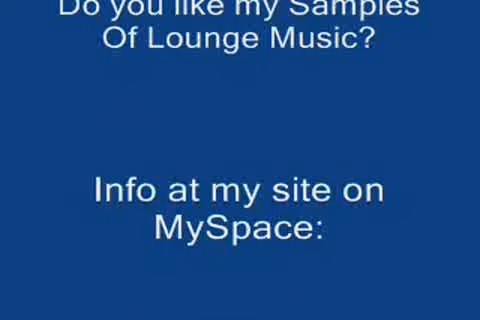 Do you like my Samples
Of Lounge Music?
Info at my site on
MySpace: